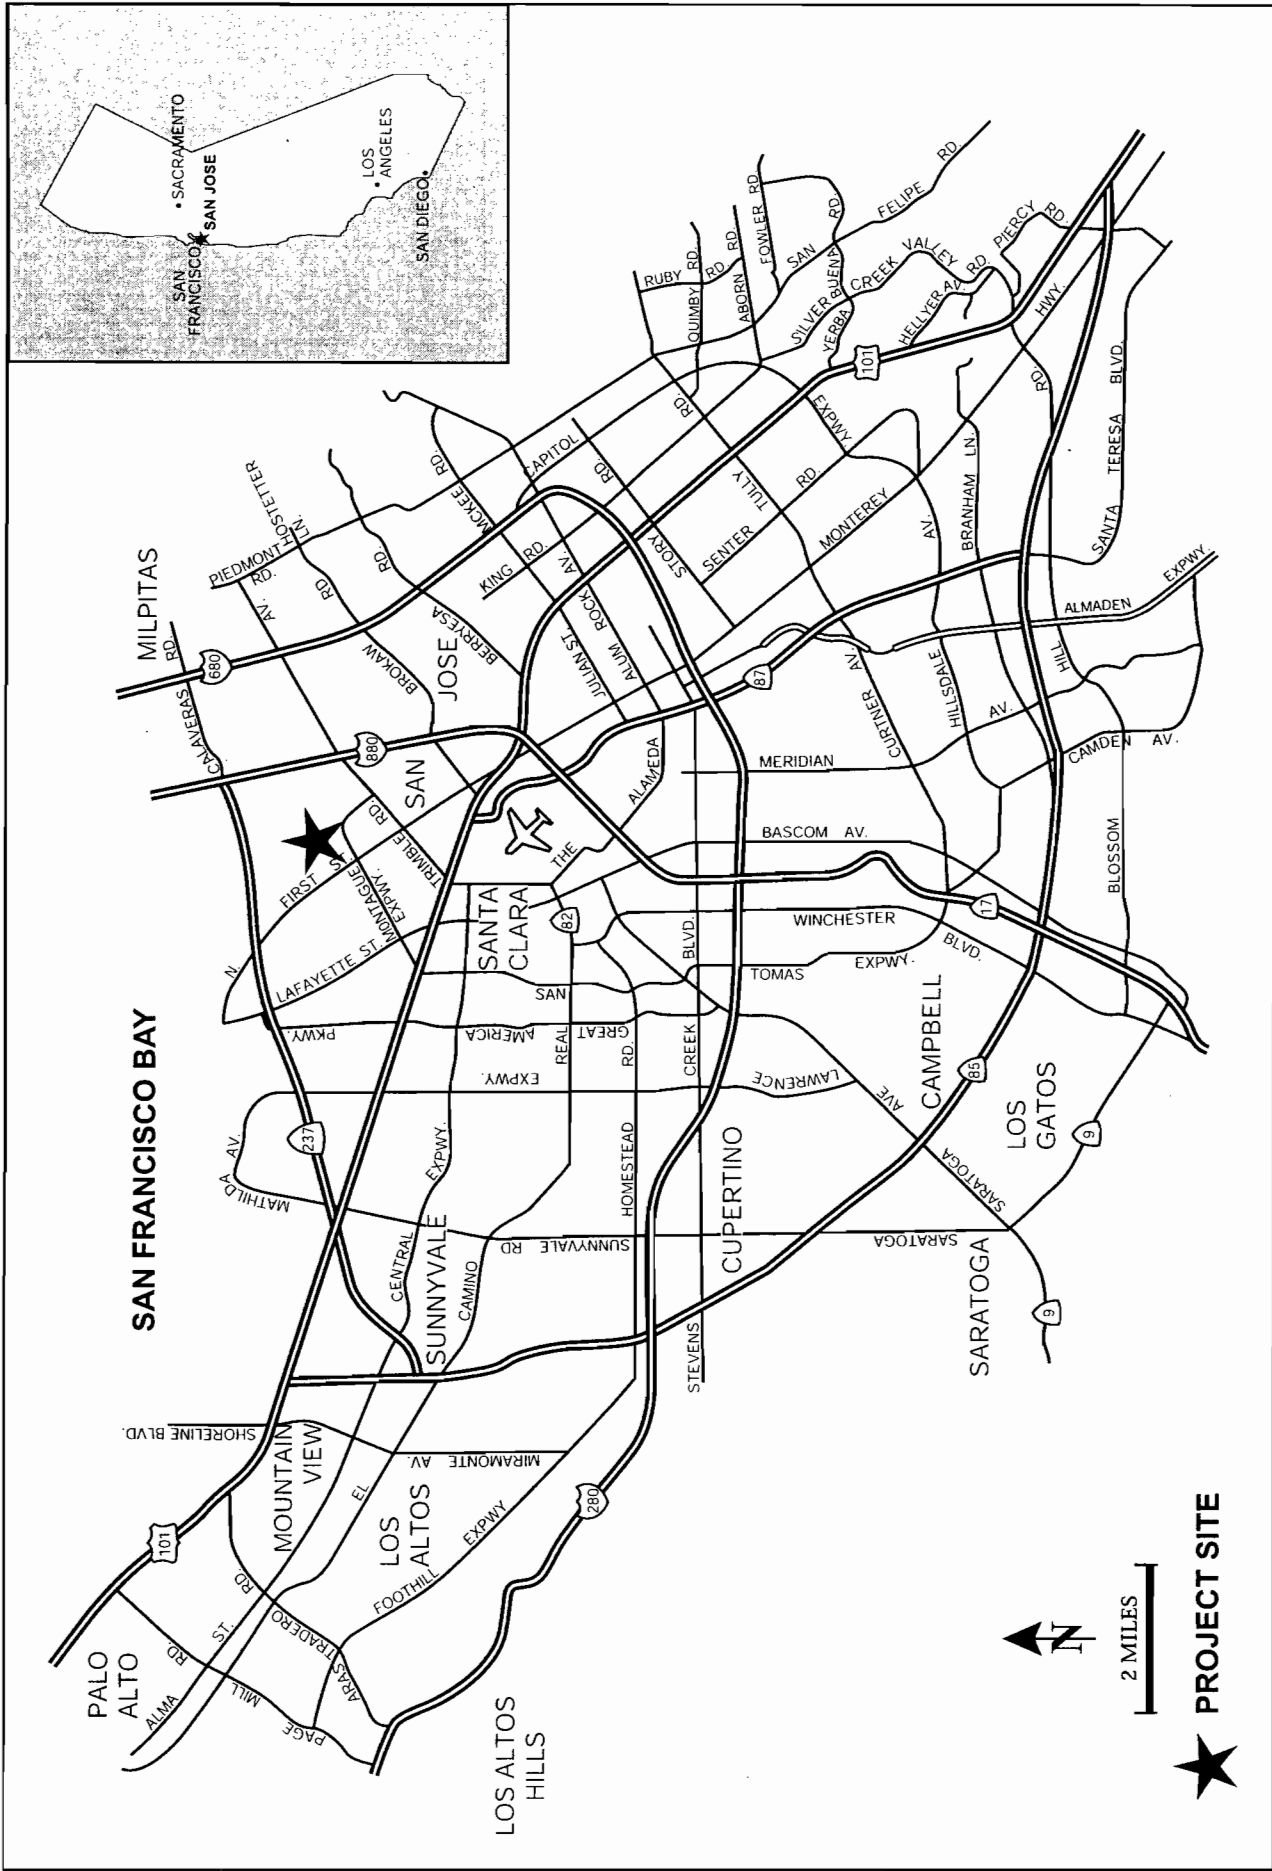 SACRAMENTO
SAN
FRANCISCO
SAN JOSE
LOS
ANGELES
SAN DIEGO
SAN FRANCISCO BAY
MILPITAS
PALO
ALTO
MOUNTAIN
VIEW
LOS
ALTOS
LOS ALTOS
HILLS
SUNNYVALE
SANTA
CLARA
SAN
JOSE
CUPERTINO
CAMPBELL
SARATOGA
LOS
GATOS
101
237
880
680
82
280
87
101
85
17
9
9
ALMA
ST.
PAGE
MILL
RD.
ARASTRADERO
RD
FOOTHILL
EXPWY
EL
CAMINO
REAL
SHORELINE BLVD.
MIRAMONTE AV.
CENTRAL
EXPWY.
MATHILDA
AV.
SARATOGA
SUNNYVALE RD
STEVENS
CREEK
BLVD.
HOMESTEAD
RD.
LAWRENCE
EXPWY.
GREAT
AMERICA
PKWY.
SAN
TOMAS
EXPWY.
LAFAYETTE ST.
N.
FIRST
ST.
MONTAGUE
EXPWY.
TRIMBLE
RD.
CALAVERAS
RD.
PIEDMONT
RD.
AV.
HOSTETTER
LN.
RD
BROKAW
BERRYESA
RD.
MCKEE
RD.
CAPITOL
KING
RD.
JULIAN ST.
ALUM
ROCK
AV.
THE
ALAMEDA
STORY
RD.
SENTER
RD.
TULLY
RD.
MONTEREY
HWY.
EXPWY
RUBY
RD.
QUIMBY
RD.
ABORN
RD.
FOWLER RD.
SAN
FELIPE
RD.
YERBA
BUENA
RD.
SILVER
CREEK
VALLEY
RD.
HELLYER
AV.
PIERCY
RD.
BRANHAM LN.
SANTA
TERESA
BLVD.
ALMADEN
EXPWY.
CURTNER
AV.
HILLSDALE
AV.
MERIDIAN
AV.
CAMDEN AV.
BLOSSOM
HILL
RD.
BASCOM AV.
WINCHESTER
BLVD.
SARATOGA
AVE
N
2 MILES
PROJECT SITE